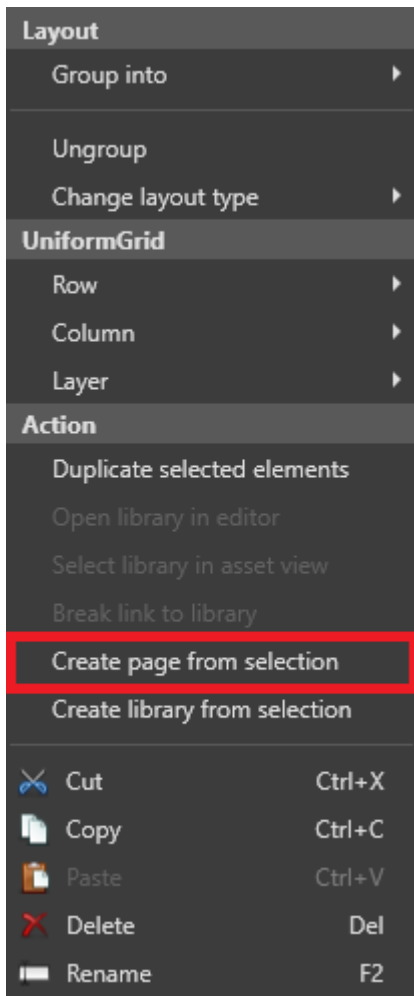 Layout
Group into
Ungroup
Change layout type
UniformGrid
Row
Column
Layer
Action
Duplicate selected elements
Open library in editor
Select library in asset view
Break link to library
Create page from selection
Create library from selection
Cut Ctrl+X
Copy Ctrl+C
Paste Ctrl+V
Delete Del
Rename F2